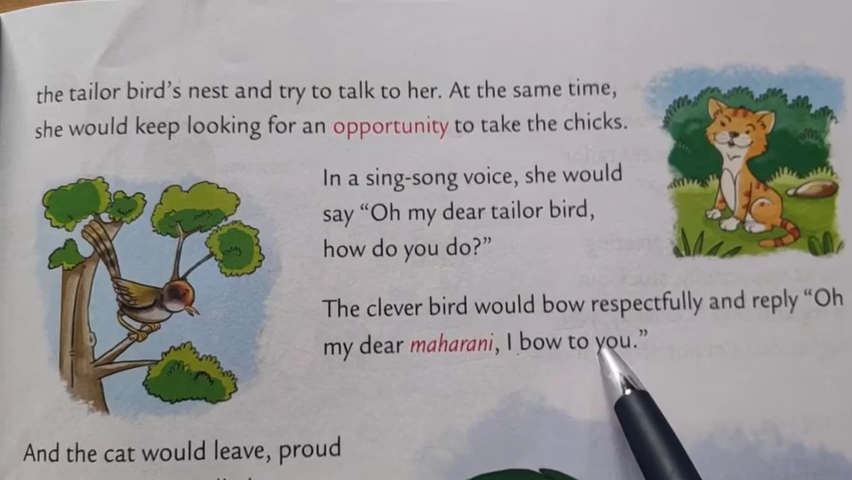 the tailor bird's nest and try to talk to her. At the same time,
she would keep looking for an opportunity to take the chicks.
In a sing-song voice, she would
say “Oh my dear tailor bird,
how do you do?”
The clever bird would bow respectfully and reply “Oh
my dear maharani, I bow to you.”
And the cat would leave, proud